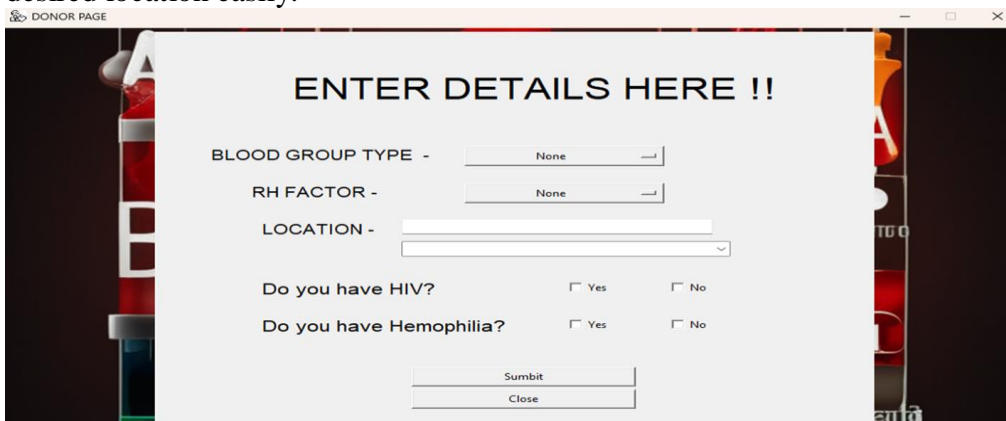 desired location easily.
DONOR PAGE
ENTER DETAILS HERE !!
BLOOD GROUP TYPE - None
RH FACTOR - None
LOCATION -
Do you have HIV? Yes No
Do you have Hemophilia? Yes No
Sumbit
Close
A
B
A